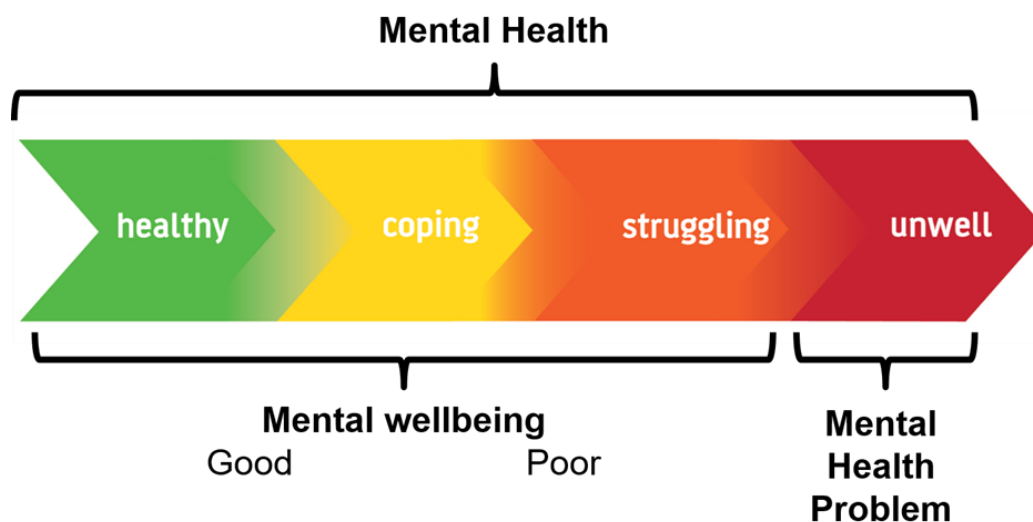 Mental Health
healthy coping struggling unwell
Mental wellbeing
Good Poor
Mental
Health
Problem